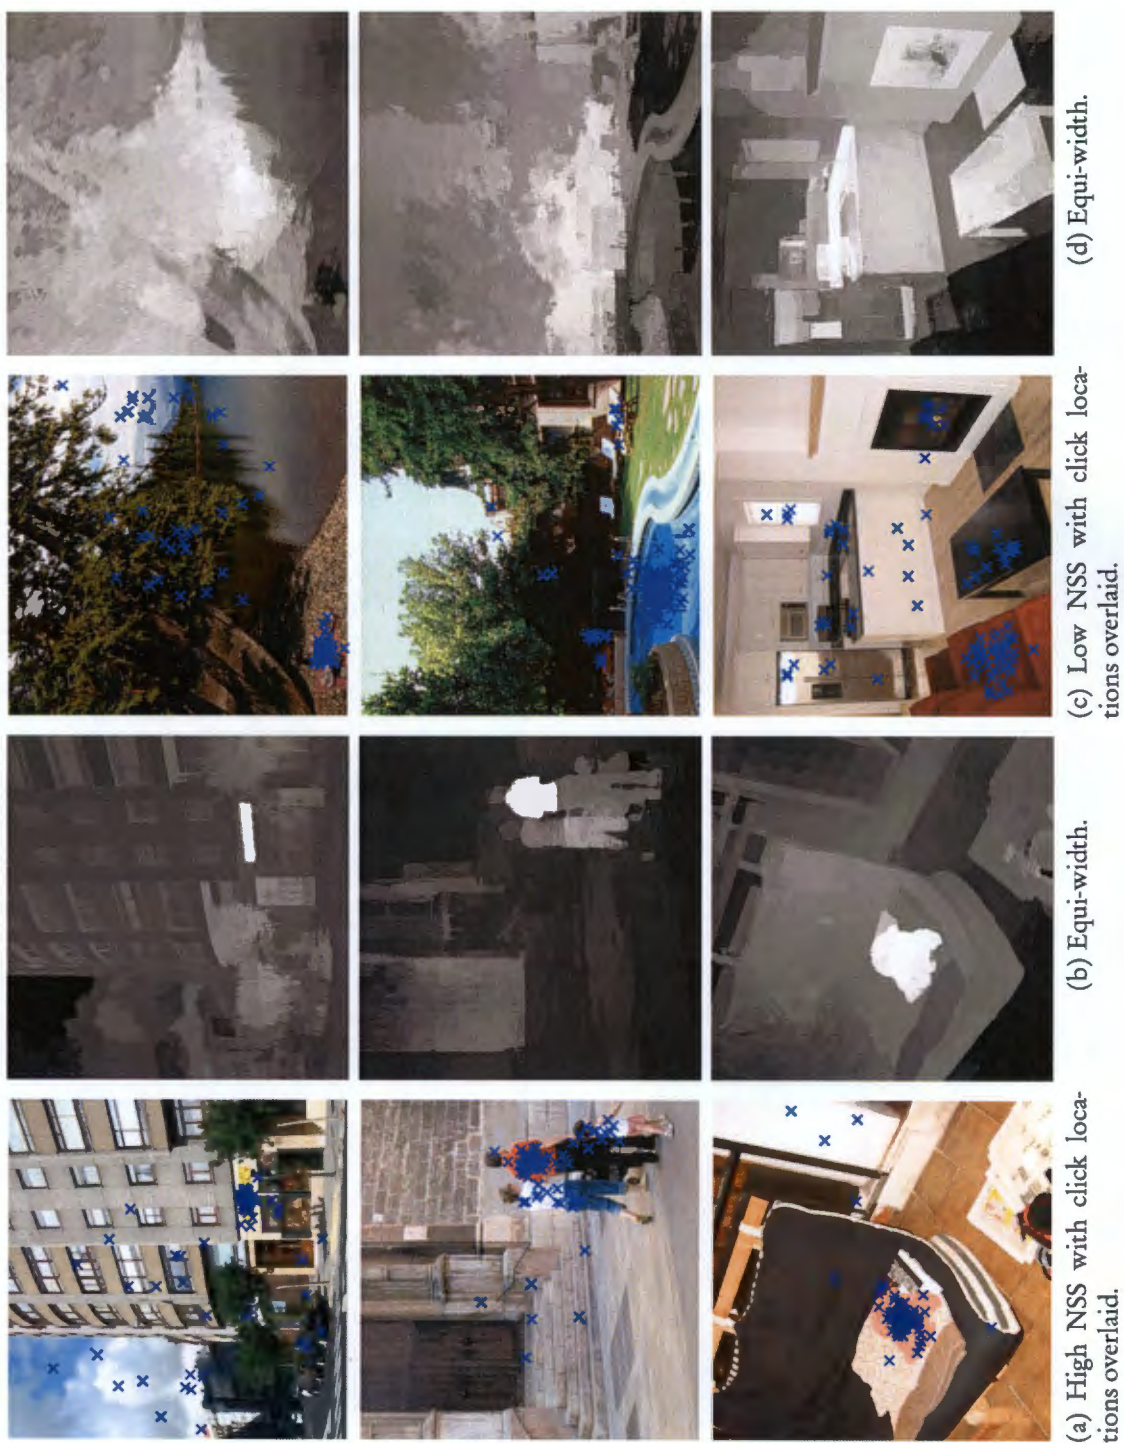 (a) High NSS with click loca-
tions overlaid.
(b) Equi-width.
(c) Low NSS with click loca-
tions overlaid.
(d) Equi-width.